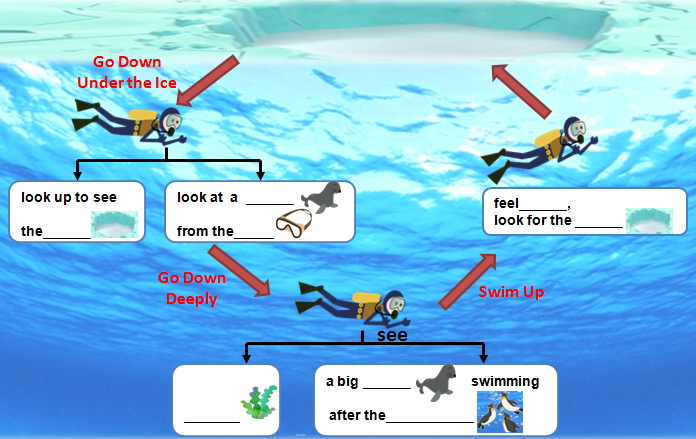 Go Down
Under the Ice
look up to see
the______
look at a ______
from the_____
feel______,
look for the ______
Go Down
Deeply
Swim Up
see
_______
a big ______ swimming
after the___________